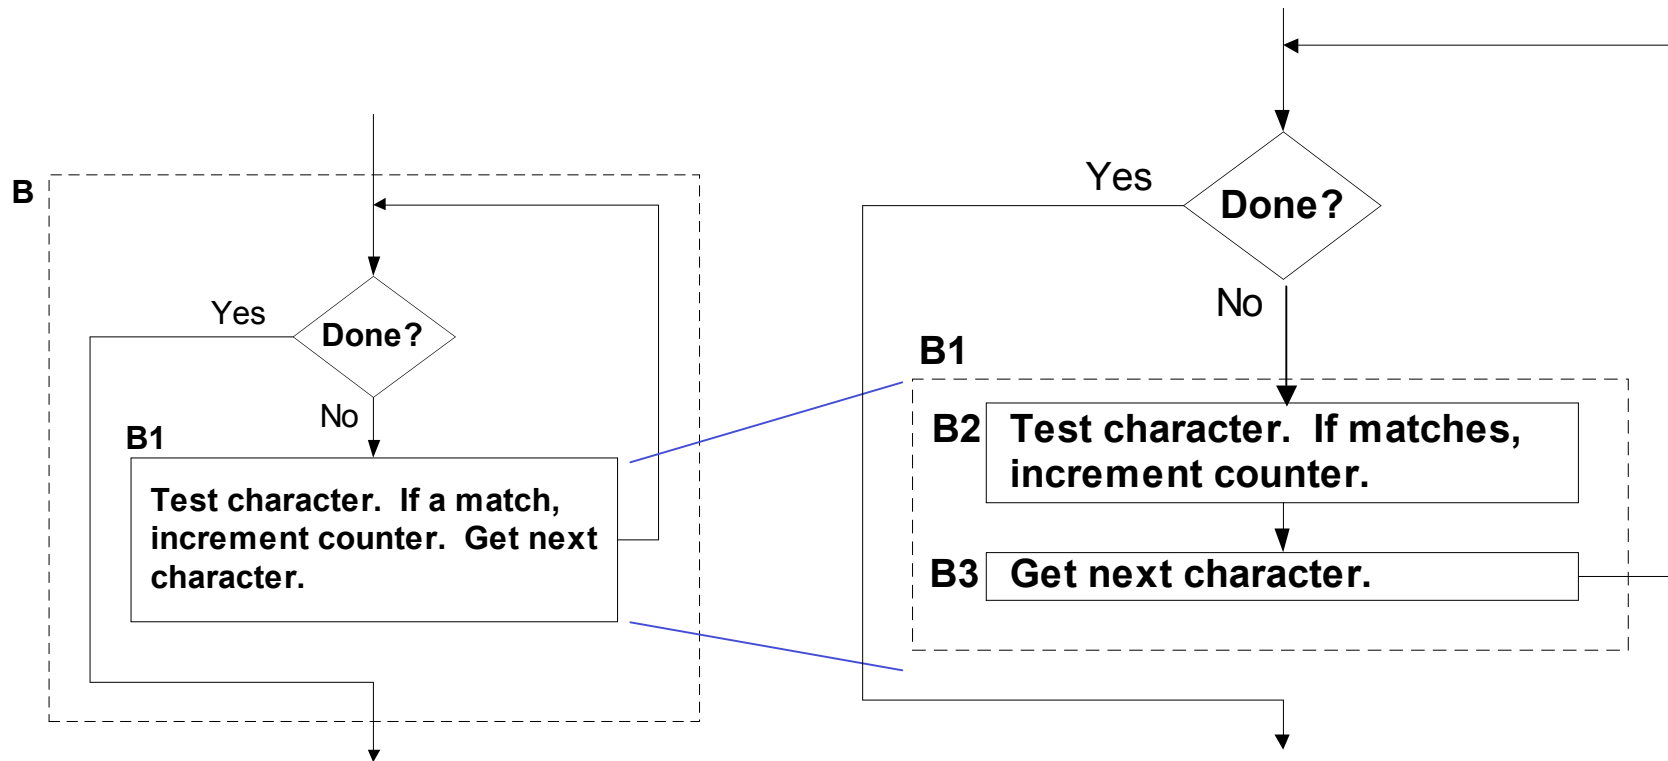 B
Yes
Done?
No
B1
Test character.  If a match,
increment counter.  Get next
character.
Yes
Done?
No
B1
B2
Test character.  If matches,
increment counter.
B3
Get next character.